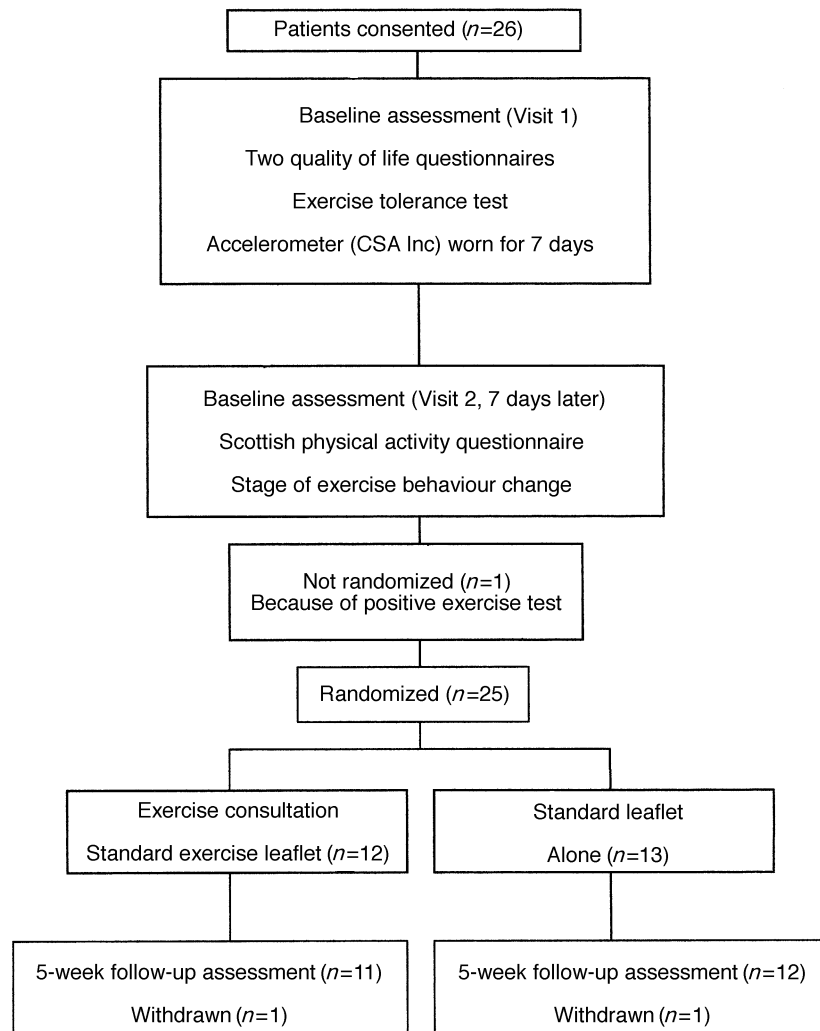 Patients consented (n=26)
Baseline assessment (Visit 1)
Two quality of life questionnaires
Exercise tolerance test
Accelerometer (CSA Inc) worn for 7 days
Baseline assessment (Visit 2, 7 days later)
Scottish physical activity questionnaire
Stage of exercise behaviour change
Not randomized (n=1)
Because of positive exercise test
Randomized (n=25)
Exercise consultation
Standard exercise leaflet (n=12)
Standard leaflet
Alone (n=13)
5-week follow-up assessment (n=11)
Withdrawn (n=1)
5-week follow-up assessment (n=12)
Withdrawn (n=1)